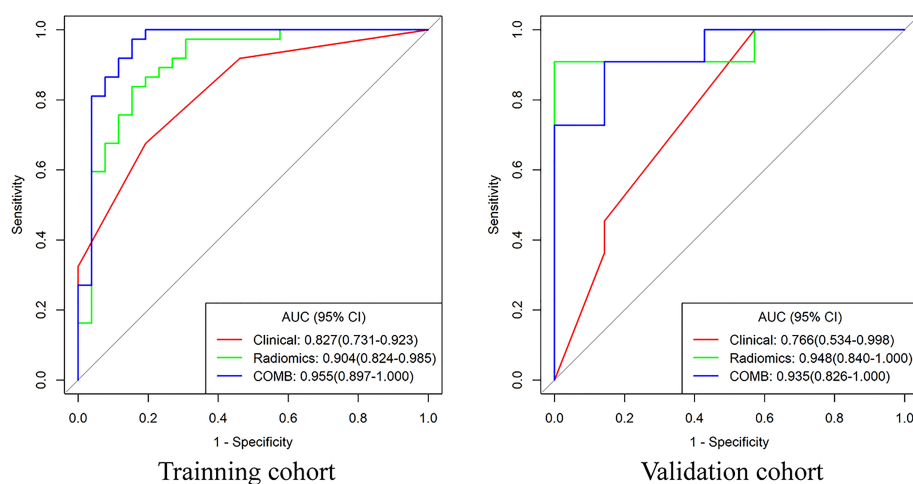 1.0
0.8
0.6
0.4
0.2
0.0
Sensitivity
AUC (95% CI)
Clinical: 0.827(0.731-0.923)
Radiomics: 0.904(0.824-0.985)
COMB: 0.955(0.897-1.000)
0.0 0.2 0.4 0.6 0.8 1.0
1 - Specificity
Trainning cohort
1.0
0.8
0.6
0.4
0.2
0.0
Sensitivity
AUC (95% CI)
Clinical: 0.766(0.534-0.998)
Radiomics: 0.948(0.840-1.000)
COMB: 0.935(0.826-1.000)
0.0 0.2 0.4 0.6 0.8 1.0
1 - Specificity
Validation cohort